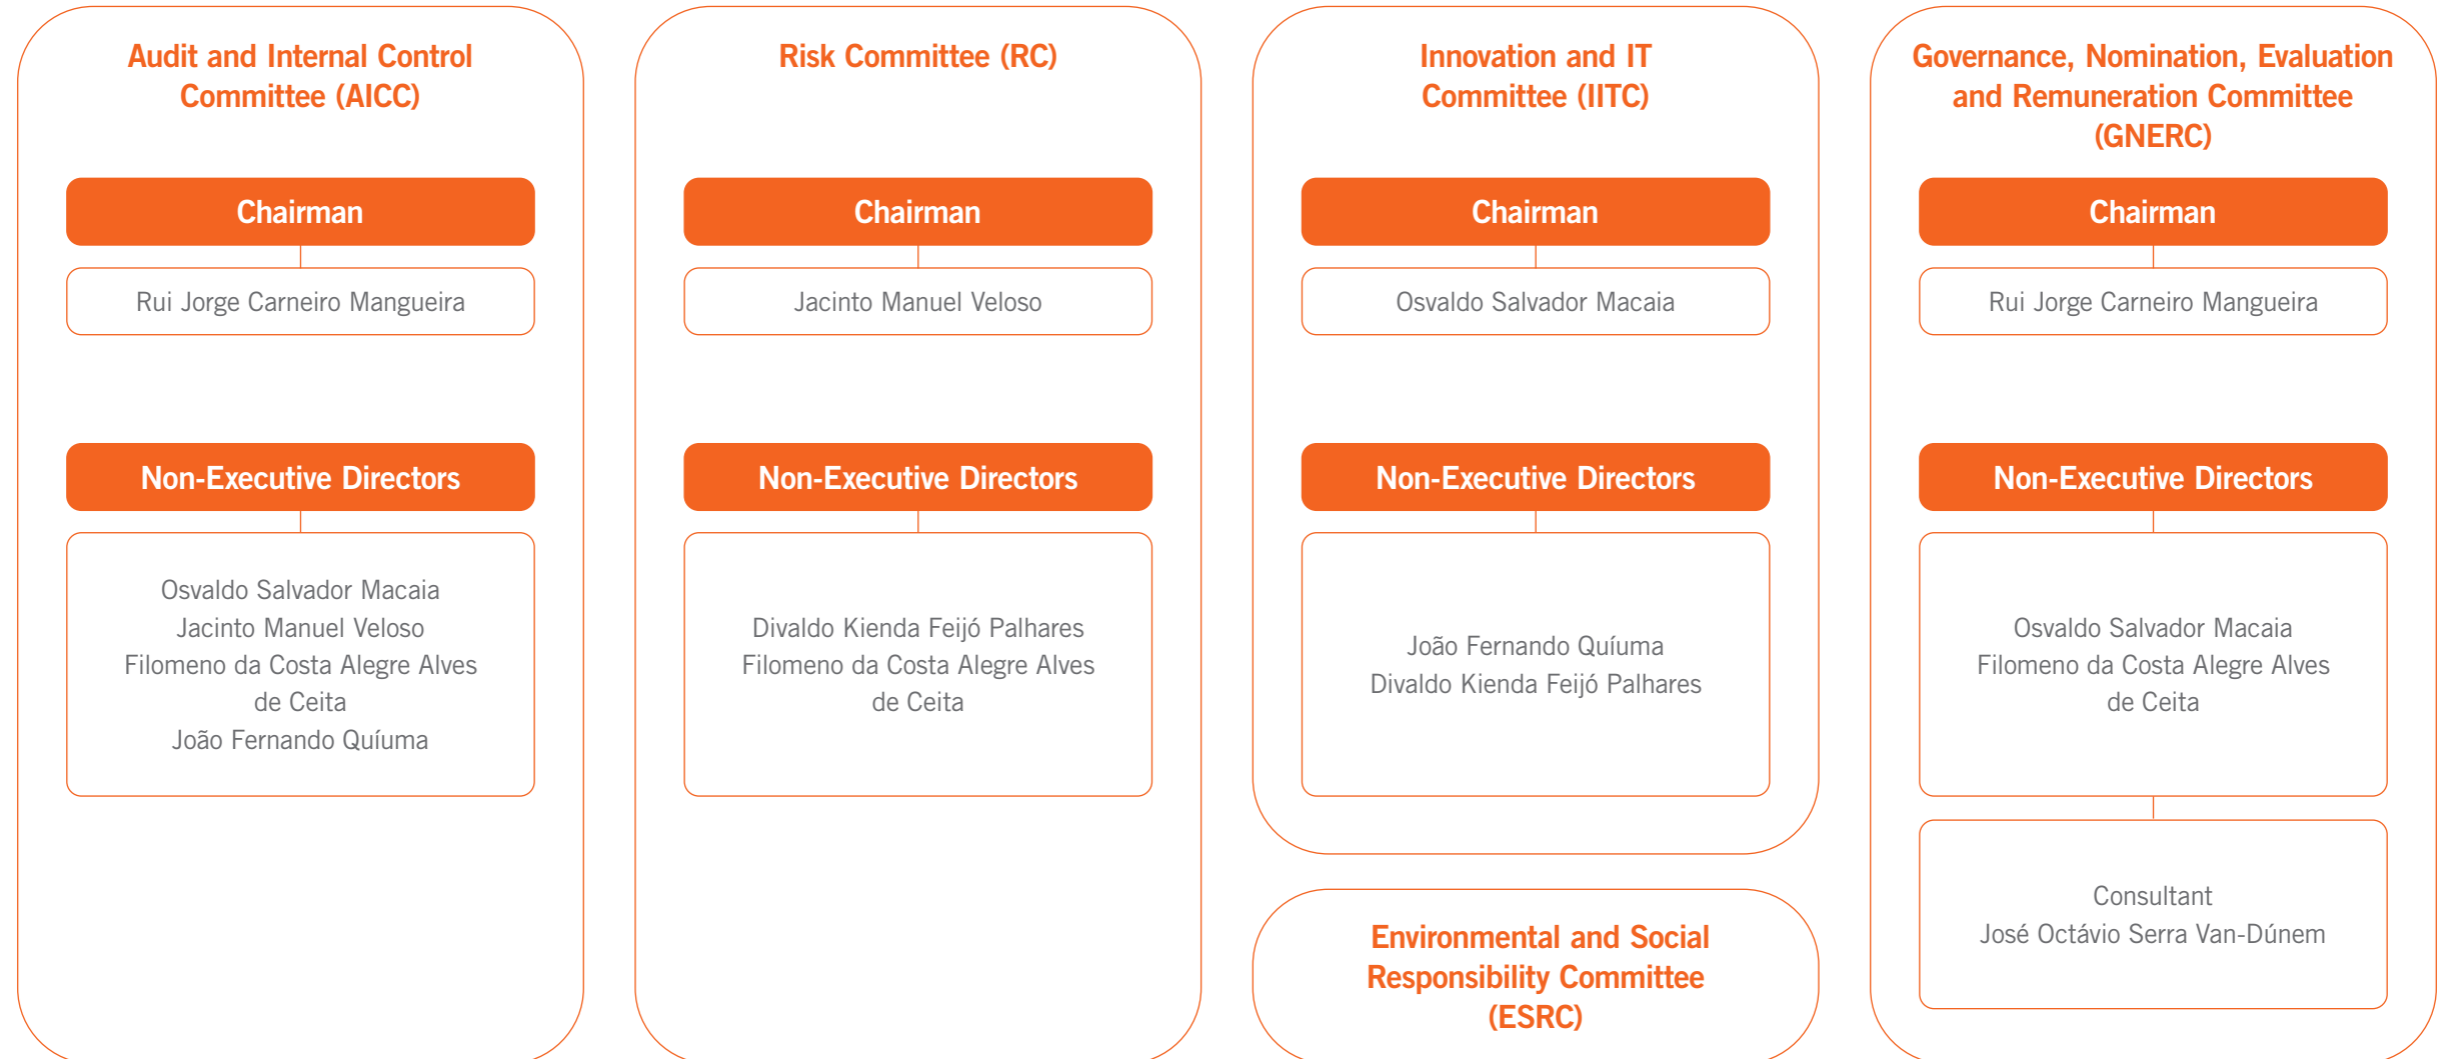 Audit and Internal Control
Committee (AICC)
Chairman
Rui Jorge Carneiro Mangueira
Non-Executive Directors
Osvaldo Salvador Macaia
Jacinto Manuel Veloso
Filomeno da Costa Alegre Alves
de Ceita
João Fernando Quíuma
Risk Committee (RC)
Chairman
Jacinto Manuel Veloso
Non-Executive Directors
Divaldo Kienda Feijó Palhares
Filomeno da Costa Alegre Alves
de Ceita
Innovation and IT
Committee (IITC)
Chairman
Osvaldo Salvador Macaia
Non-Executive Directors
João Fernando Quíuma
Divaldo Kienda Feijó Palhares
Environmental and Social
Responsibility Committee
(ESRC)
Governance, Nomination, Evaluation
and Remuneration Committee
(GNERC)
Chairman
Rui Jorge Carneiro Mangueira
Non-Executive Directors
Osvaldo Salvador Macaia
Filomeno da Costa Alegre Alves
de Ceita
Consultant
José Octávio Serra Van-Dúnem